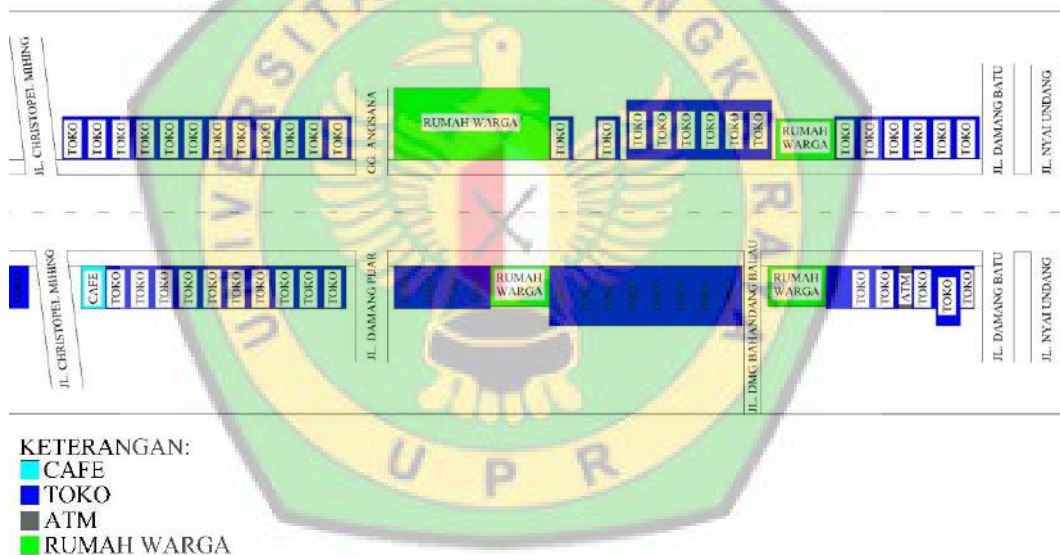 JL. CHRISTOPEL MIHING
TOKO
TOKO
TOKO
TOKO
TOKO
TOKO
TOKO
TOKO
TOKO
TOKO
TOKO
TOKO
GG. ANGSANA
RUMAH WARGA
TOKO
TOKO
TOKO
TOKO
TOKO
TOKO
TOKO
TOKO
RUMAH
WARGA
TOKO
TOKO
TOKO
TOKO
TOKO
TOKO
JL. DAMANG BATU
JL. NYAI UNDANG
JL. CHRISTOPEL MIHING
CAFE
TOKO
TOKO
TOKO
TOKO
TOKO
TOKO
TOKO
TOKO
TOKO
TOKO
JL. DAMANG PIJAR
RUMAH
WARGA
JL. DMG BAHANDANG BALAU
RUMAH
WARGA
TOKO
TOKO
ATM
TOKO
TOKO
TOKO
JL. DAMANG BATU
JL. NYAI UNDANG
U P R
KETERANGAN:
CAFE
TOKO
ATM
RUMAH WARGA